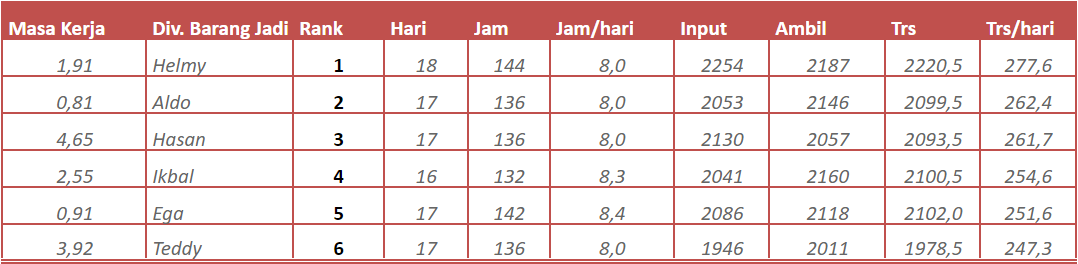 Masa Kerja Div. Barang Jadi Rank Hari Jam Jam/hari Input Ambil Trs Trs/hari
1,91 Helmy 1 18 144 8,0 2254 2187 2220,5 277,6
0,81 Aldo 2 17 136 8,0 2053 2146 2099,5 262,4
4,65 Hasan 3 17 136 8,0 2130 2057 2093,5 261,7
2,55 Ikbal 4 16 132 8,3 2041 2160 2100,5 254,6
0,91 Ega 5 17 142 8,4 2086 2118 2102,0 251,6
3,92 Teddy 6 17 136 8,0 1946 2011 1978,5 247,3